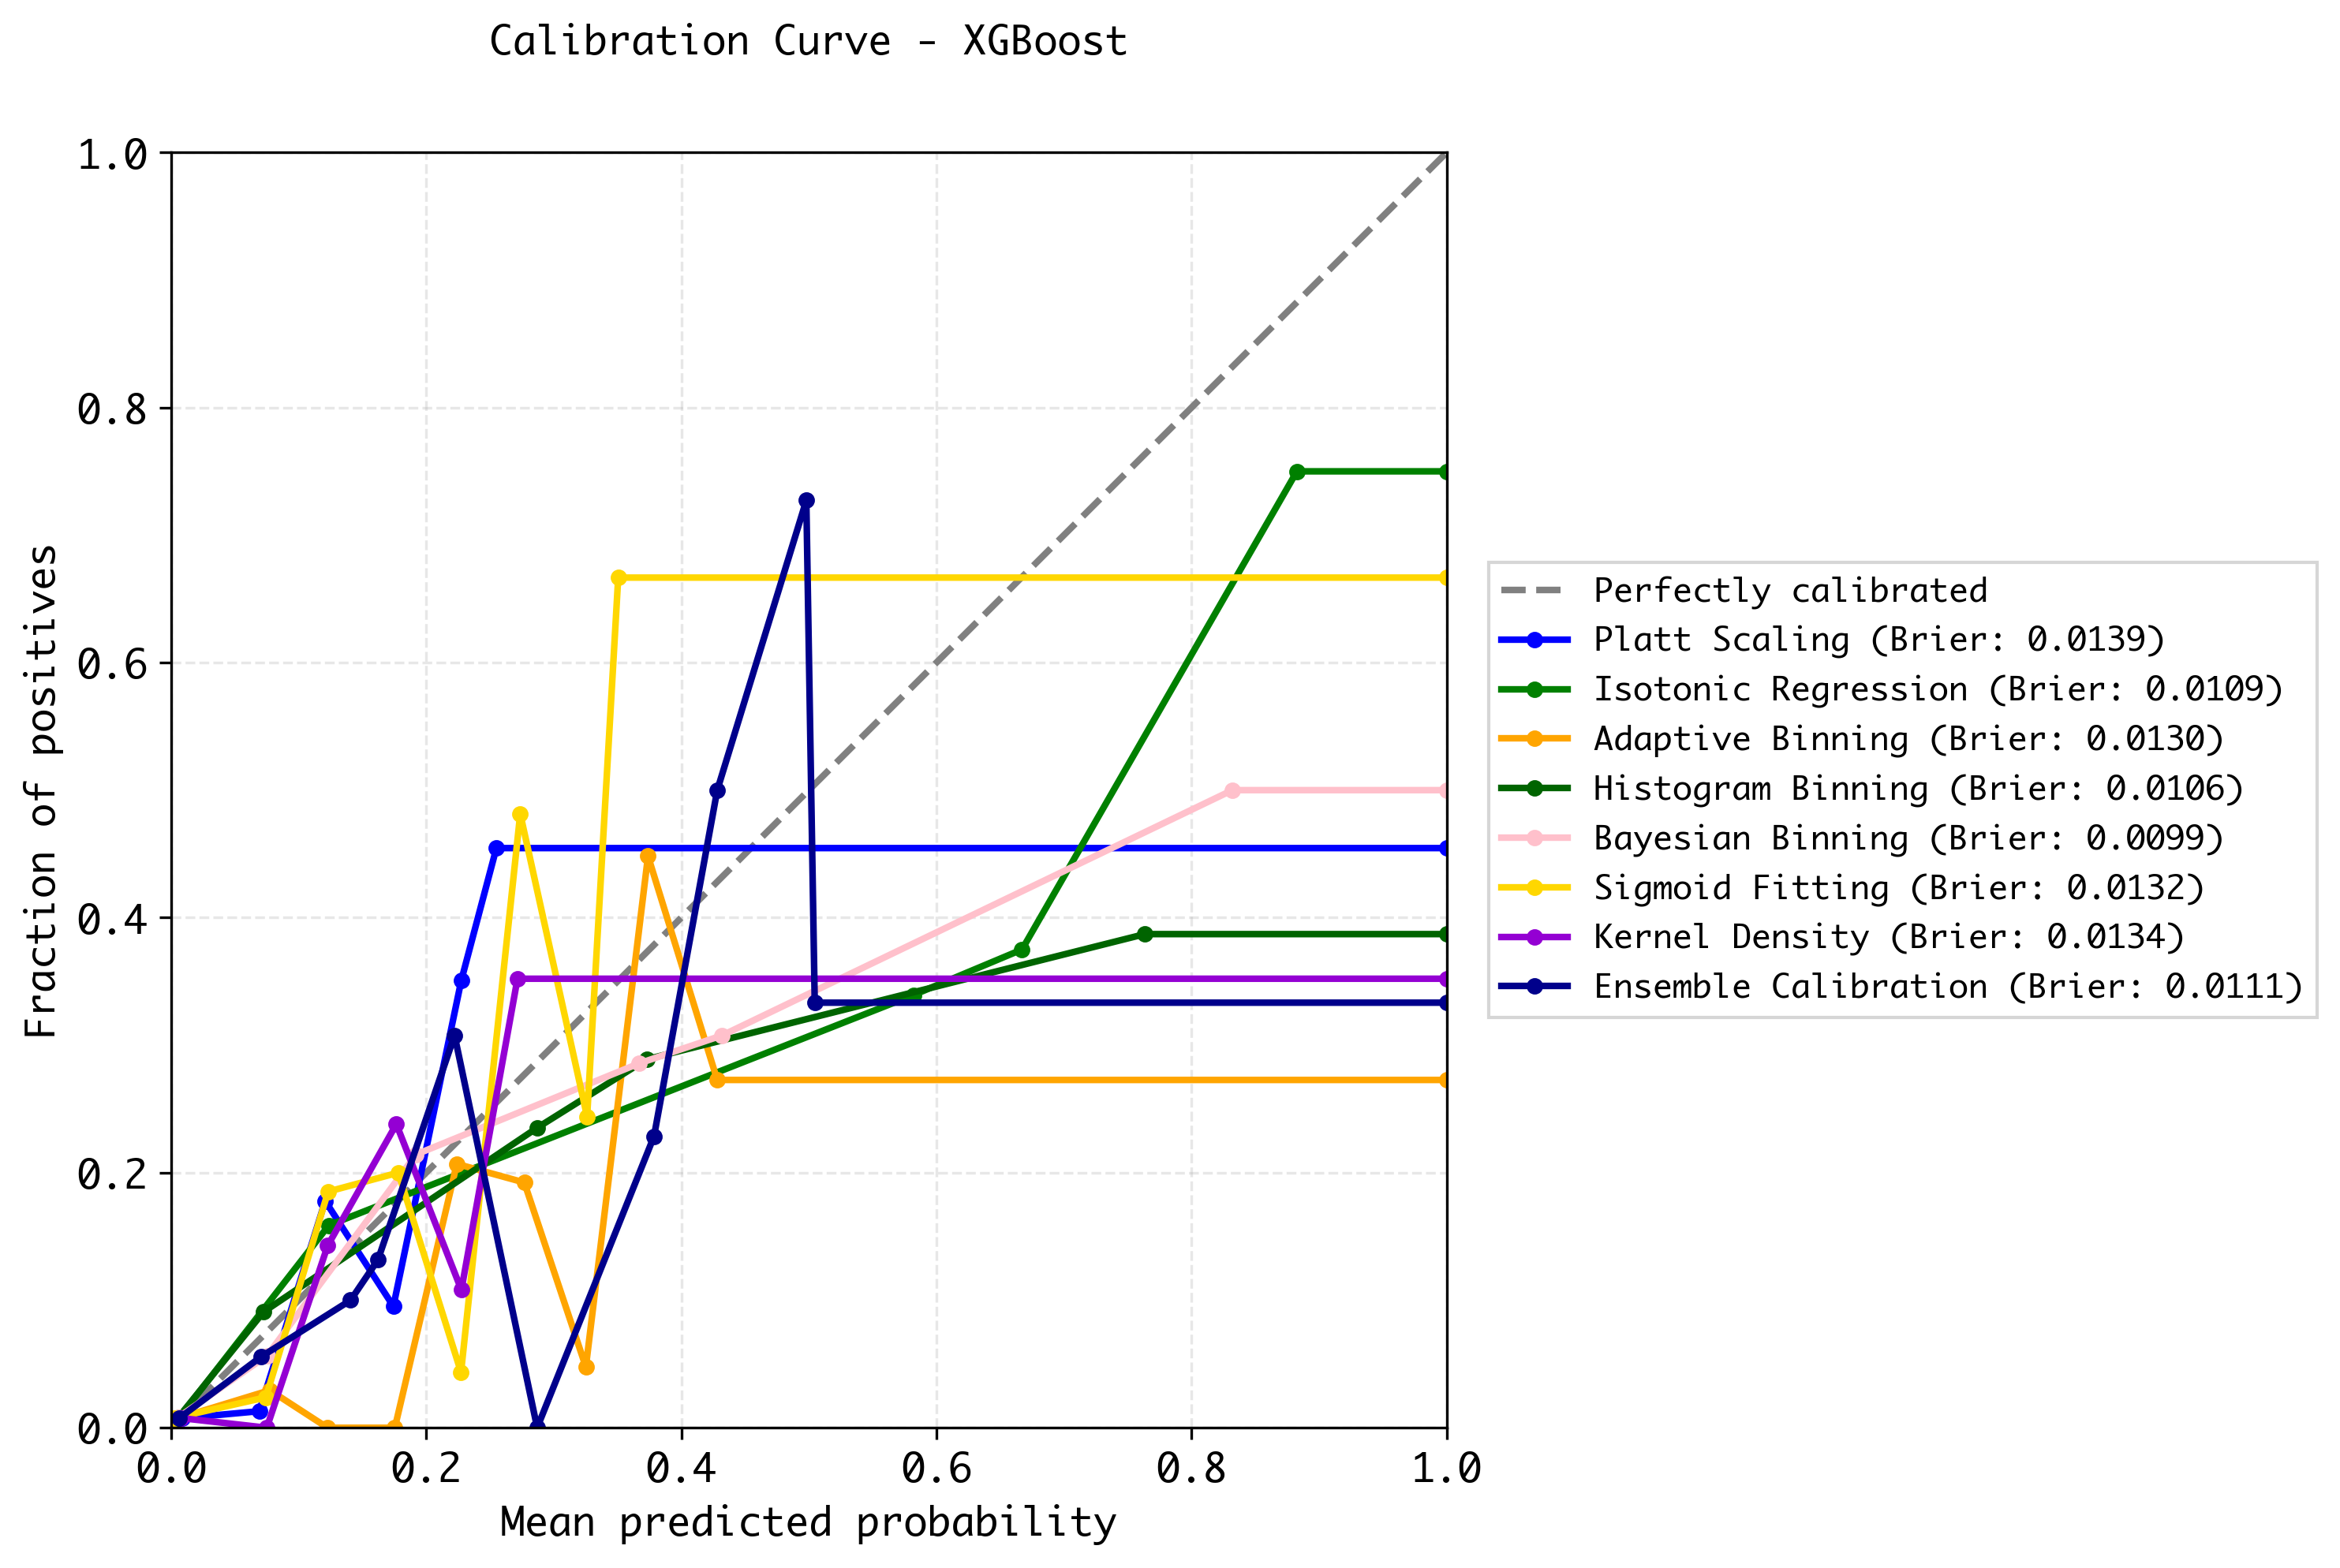 Calibration Curve - XGBoost
1.0
0.8
0.6
0.4
0.2
0.0
Fraction of positives
0.0 0.2 0.4 0.6 0.8 1.0
Mean predicted probability
Perfectly calibrated
Platt Scaling (Brier: 0.0139)
Isotonic Regression (Brier: 0.0109)
Adaptive Binning (Brier: 0.0130)
Histogram Binning (Brier: 0.0106)
Bayesian Binning (Brier: 0.0099)
Sigmoid Fitting (Brier: 0.0132)
Kernel Density (Brier: 0.0134)
Ensemble Calibration (Brier: 0.0111)